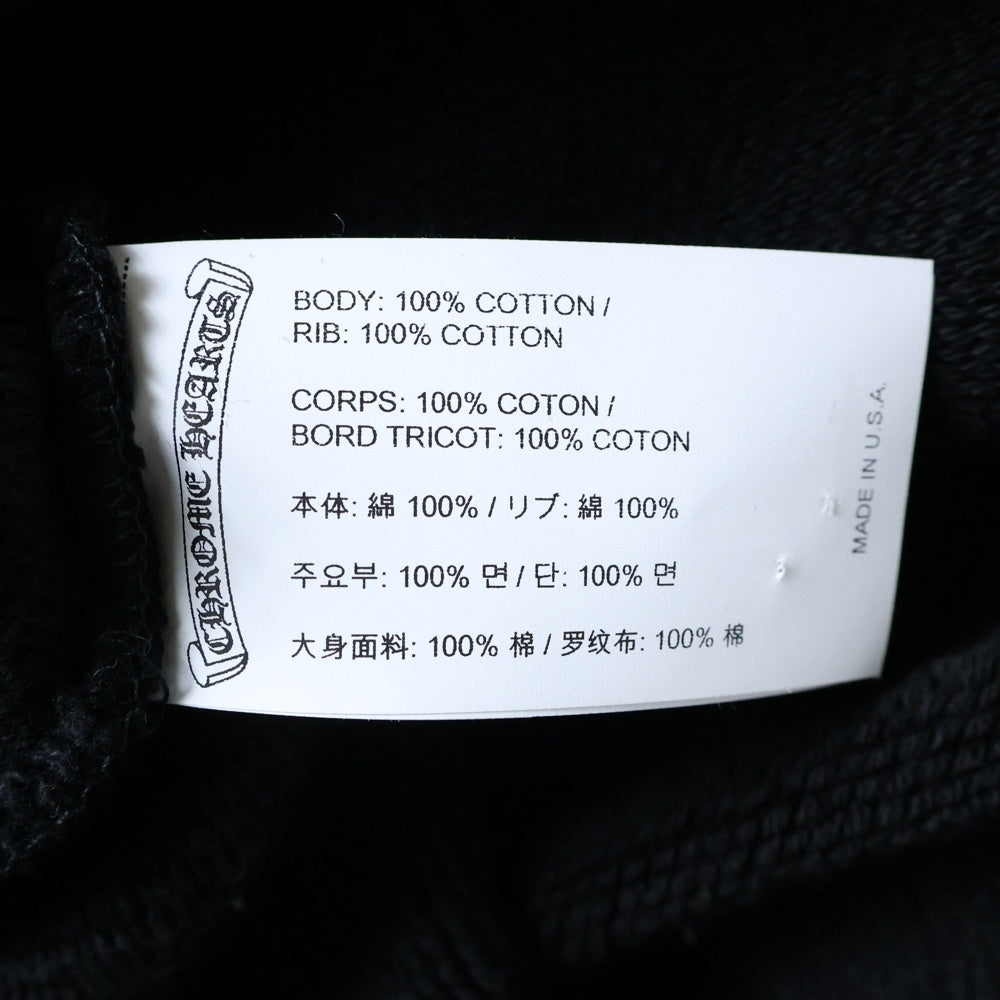 CHROME HEARTS
BODY: 100% COTTON /
RIB: 100% COTTON
CORPS: 100% COTON /
BORD TRICOT: 100% COTON
本体: 綿 100% / リブ: 綿 100%
주요부: 100% 면 / 단: 100% 면
大身面料: 100% 棉 / 罗纹布: 100% 棉
MADE IN U.S.A.